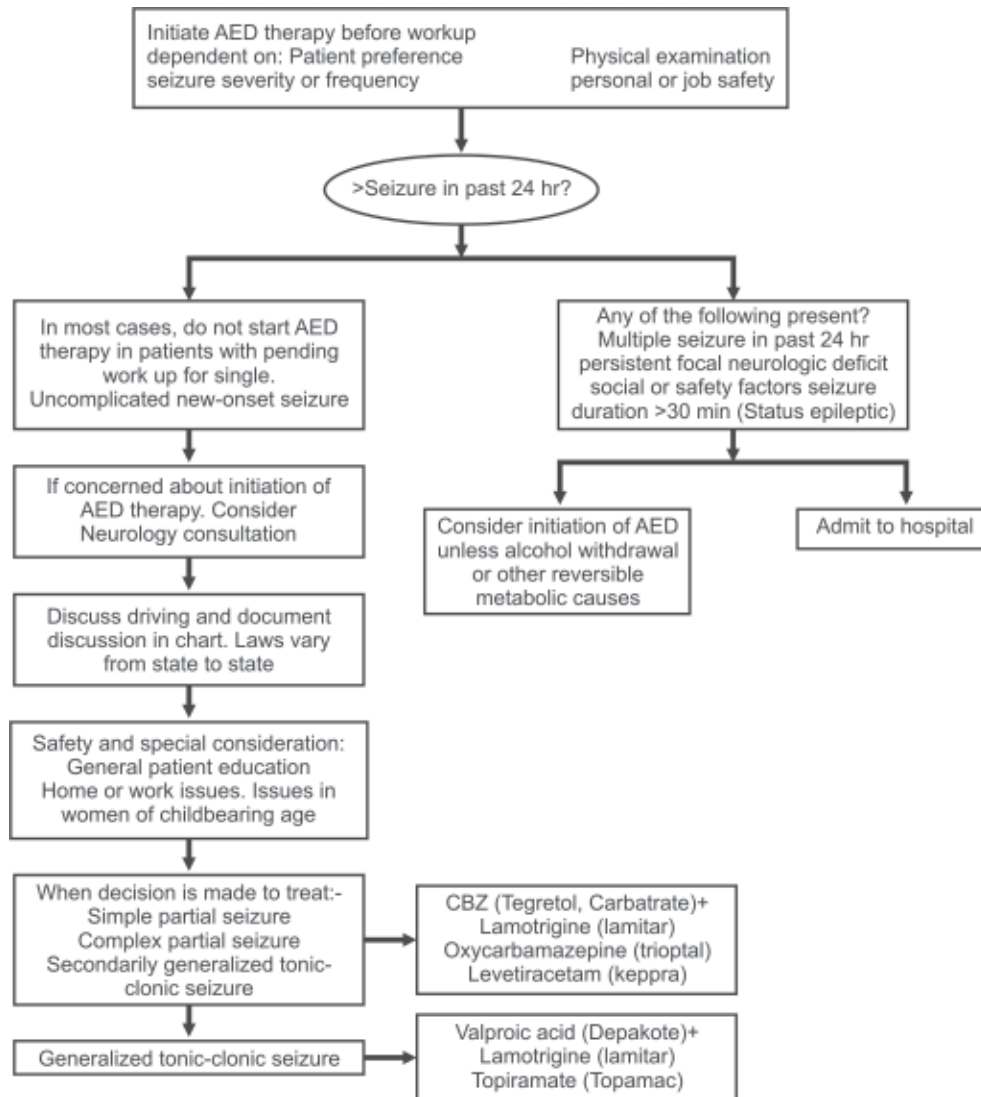 Initiate AED therapy before workup
dependent on: Patient preference
seizure severity or frequency
Physical examination
personal or job safety
>Seizure in past 24 hr?
In most cases, do not start AED
therapy in patients with pending
work up for single.
Uncomplicated new-onset seizure
Any of the following present?
Multiple seizure in past 24 hr
persistent focal neurologic deficit
social or safety factors seizure
duration >30 min (Status epileptic)
If concerned about initiation of
AED therapy. Consider
Neurology consultation
Consider initiation of AED
unless alcohol withdrawal
or other reversible
metabolic causes
Admit to hospital
Discuss driving and document
discussion in chart. Laws vary
from state to state
Safety and special consideration:
General patient education
Home or work issues. Issues in
women of childbearing age
When decision is made to treat:-
Simple partial seizure
Complex partial seizure
Secondarily generalized tonic-
clonic seizure
CBZ (Tegretol, Carbatrate)+
Lamotrigine (lamitar)
Oxycarbamazepine (trioptal)
Levetiracetam (keppra)
Generalized tonic-clonic seizure
Valproic acid (Depakote)+
Lamotrigine (lamitar)
Topiramate (Topamac)